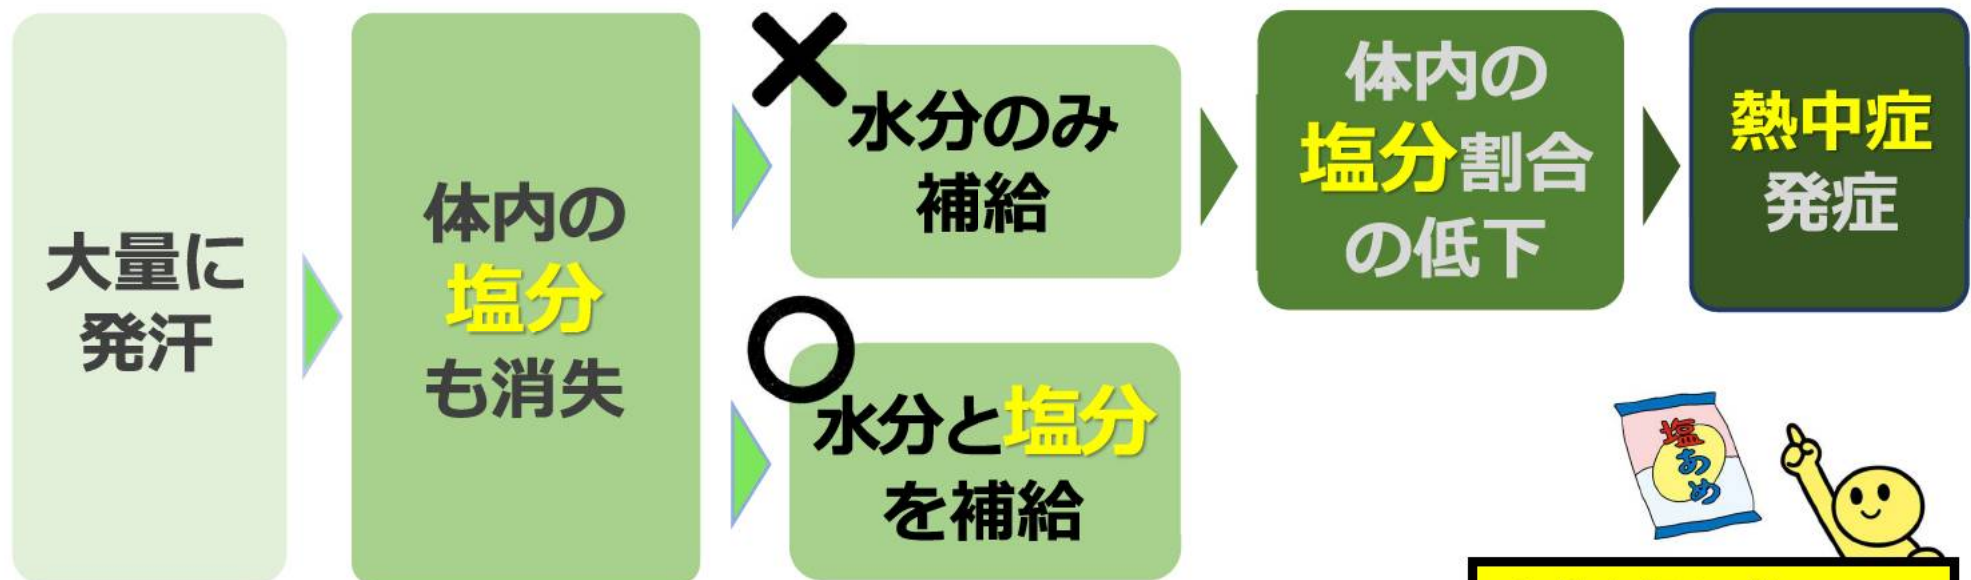 大量に
発汗
体内の
塩分
も消失
水分のみ
補給
体内の
塩分割合
の低下
熱中症
発症
水分と塩分
を補給
塩あめ